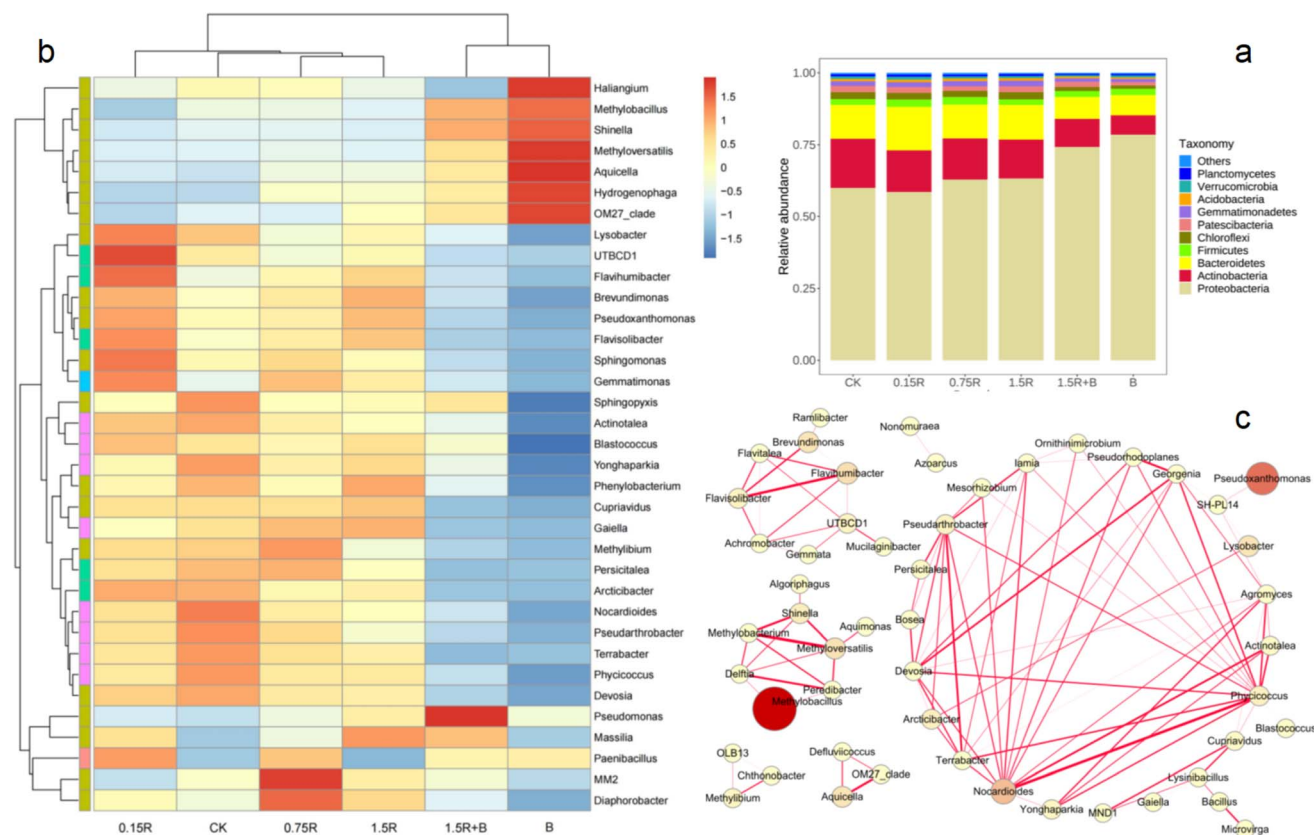 b
Haliangium
Methylobacillus
Shinella
Methyloversatilis
Aquicella
Hydrogenophaga
OM27_clade
Lysobacter
UTBCD1
Flavihumibacter
Brevundimonas
Pseudoxanthomonas
Flavisolibacter
Sphingomonas
Gemmatimonas
Sphingopyxis
Actinotalea
Blastococcus
Yonghaparkia
Phenylobacterium
Cupriavidus
Gaiella
Methylibium
Persicitalea
Arcticibacter
Nocardioides
Pseudarthrobacter
Terrabacter
Phycicoccus
Devosia
Pseudomonas
Massilia
Paenibacillus
MM2
Diaphorobacter
0.15R CK 0.75R 1.5R 1.5R+B B
1.5
1
0.5
0
−0.5
−1
−1.5
a
Relative abundance
1.00
0.75
0.50
0.25
0.00
CK 0.15R 0.75R 1.5R 1.5R+B B
Taxonomy
Others
Planctomycetes
Verrucomicrobia
Acidobacteria
Gemmatimonadetes
Patescibacteria
Chloroflexi
Firmicutes
Bacteroidetes
Actinobacteria
Proteobacteria
c
Ramlibacter
Brevundimonas
Flavitalea
Flavihumibacter
Flavisolibacter
UTBCD1
Achromobacter
Mucilaginibacter
Gemmata
Nonomuraea
Azoarcus
Algoriphagus
Shinella
Methylobacterium
Aquimonas
Methyloversatilis
Delftia
Peredibacter
Methylobacillus
OLB13
Chthonobacter
Methylibium
Defluviicoccus
OM27_clade
Aquicella
Ornithinimicrobium
Iamia
Pseudorhodoplanes
Georgenia
Mesorhizobium
Pseudarthrobacter
Persicitalea
Bosea
Devosia
Arcticibacter
Terrabacter
Nocardioides
Yonghaparkia
Pseudoxanthomonas
SH-PL14
Lysobacter
Agromyces
Actinotalea
Phycicoccus
Blastococcus
Cupriavidus
Lysinibacillus
MND1
Gaiella
Bacillus
Microvirga